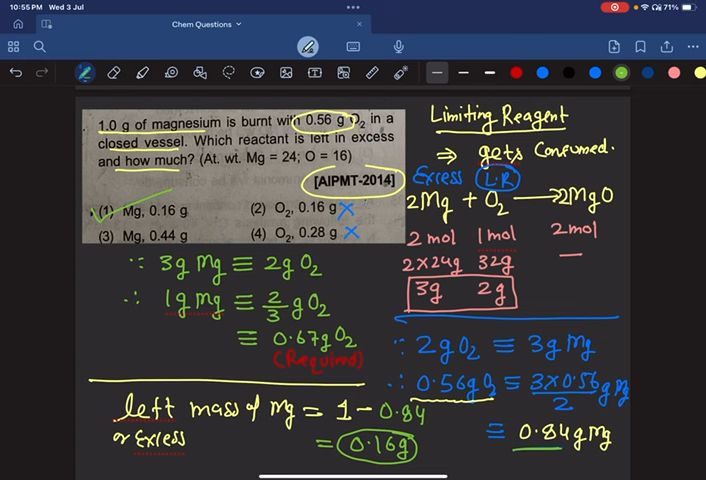 10:55 PM Wed 3 Jul
71%
Chem Questions
1.0 g of magnesium is burnt with 0.56 g O₂ in a
closed vessel. Which reactant is left in excess
and how much? (At. wt. Mg = 24; O = 16)
[AIPMT-2014]
(1) Mg, 0.16 g (2) O₂, 0.16 g
(3) Mg, 0.44 g (4) O₂, 0.28 g
Limiting Reagent
⇒ gets Consumed.
Excess L.R
2Mg + O₂ → 2MgO
2 mol 1mol 2 mol
2×24g 32g —
3g 2g
∵ 3g Mg ≡ 2g O₂
∴ 1g Mg ≡ 2/3 g O₂
≡ 0.67g O₂
(Required)
∵ 2g O₂ ≡ 3g Mg
∴ 0.56g O₂ ≡ 3×0.56/2 g Mg
≡ 0.84g Mg
left mass of Mg = 1 - 0.84
or Excess = 0.16g